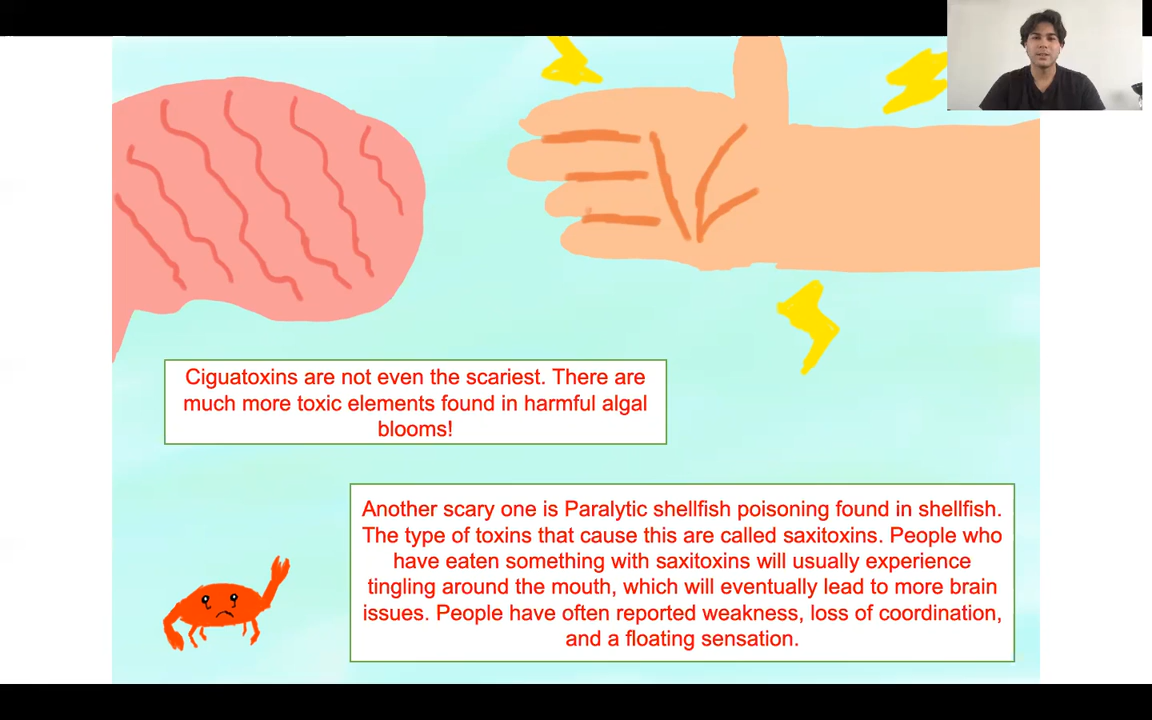 Ciguatoxins are not even the scariest. There are
much more toxic elements found in harmful algal
blooms!
Another scary one is Paralytic shellfish poisoning found in shellfish.
The type of toxins that cause this are called saxitoxins. People who
have eaten something with saxitoxins will usually experience
tingling around the mouth, which will eventually lead to more brain
issues. People have often reported weakness, loss of coordination,
and a floating sensation.